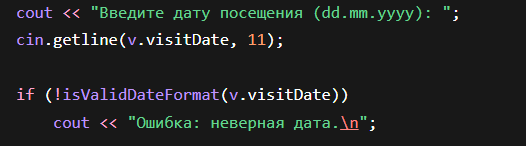 cout << "Введите дату посещения (dd.mm.yyyy): ";
cin.getline(v.visitDate, 11);
if (!isValidDateFormat(v.visitDate))
cout << "Ошибка: неверная дата.\n";